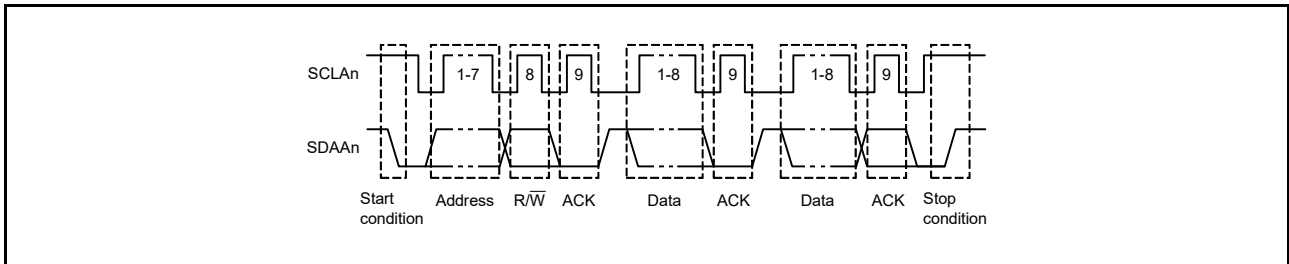 SCLAn 1-7 8 9 1-8 9 1-8 9
SDAAn
Start condition Address R/W̅ ACK Data ACK Data ACK Stop condition